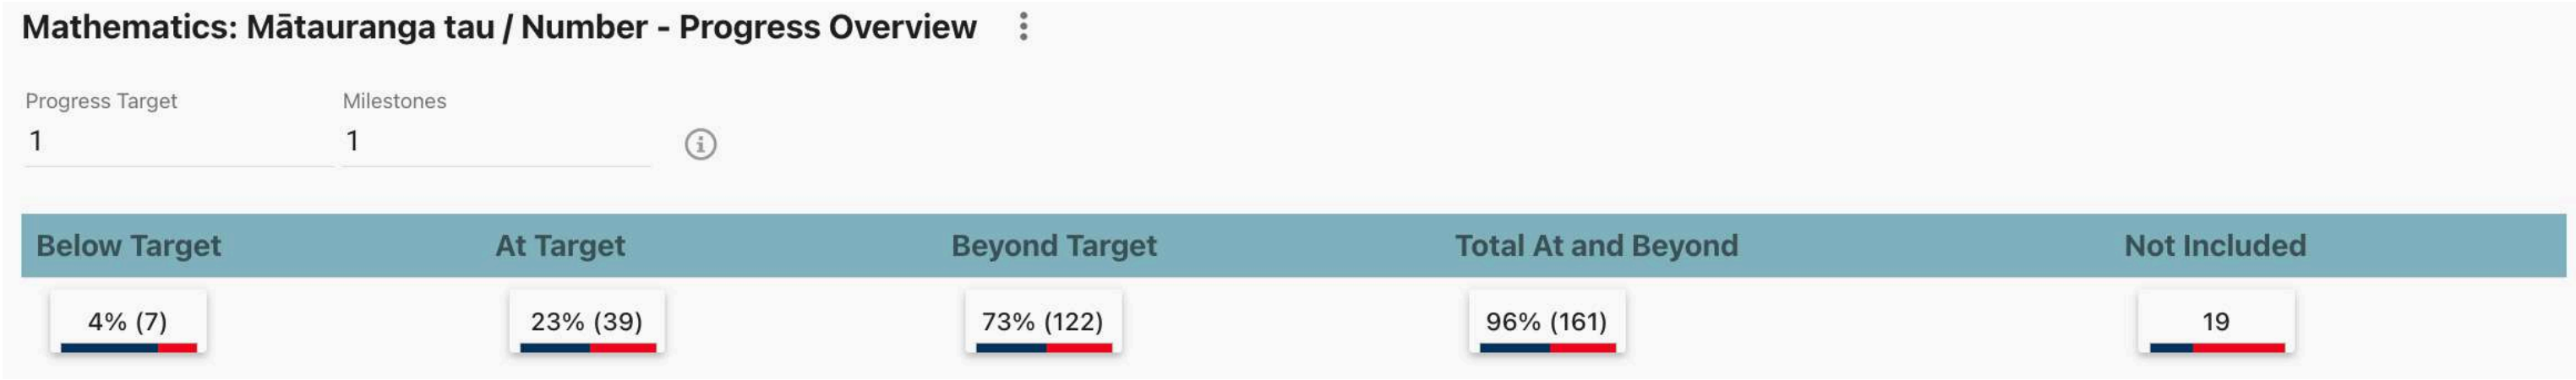 Mathematics: Mātauranga tau / Number - Progress Overview
Progress Target Milestones
1 1
Below Target At Target Beyond Target Total At and Beyond Not Included
4% (7) 23% (39) 73% (122) 96% (161) 19